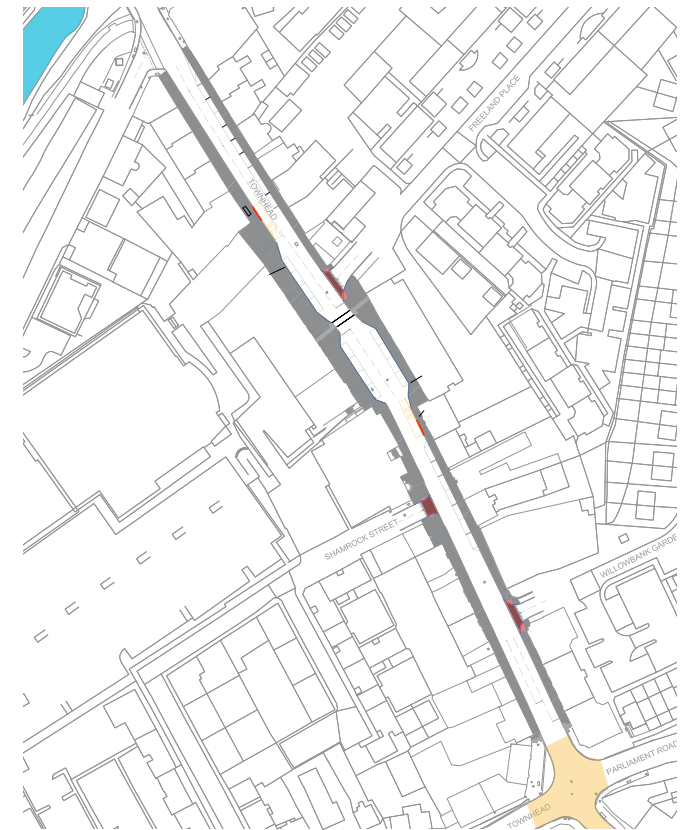 FREELAND PLACE
TOWNHEAD
SHAMROCK STREET
WILLOWBANK GARDE
PARLIAMENT ROAD
TOWNHEAD